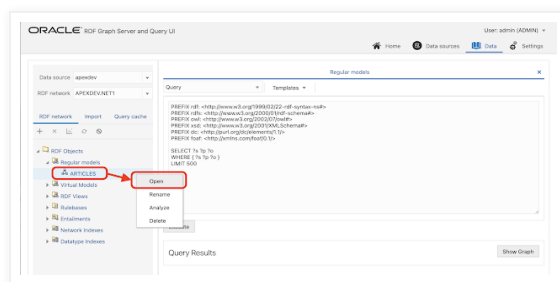 ORACLE RDF Graph Server and Query UI
User: admin (ADMIN)
Home
Data sources
Data
Settings
Data source apexdev
RDF network APEXDEV.NET1
RDF network Import Query cache
RDF Objects
Regular models
ARTICLES
Virtual Models
RDF Views
Rulebases
Entailments
Network Indexes
Datatype Indexes
Open
Rename
Analyze
Delete
Regular models
Query
Templates
PREFIX rdf: <http://www.w3.org/1999/02/22-rdf-syntax-ns#>
PREFIX rdfs: <http://www.w3.org/2000/01/rdf-schema#>
PREFIX owl: <http://www.w3.org/2002/07/owl#>
PREFIX xsd: <http://www.w3.org/2001/XMLSchema#>
PREFIX dc: <http://purl.org/dc/elements/1.1/>
PREFIX foaf: <http://xmlns.com/foaf/0.1/>
SELECT ?s ?p ?o
WHERE { ?s ?p ?o }
LIMIT 500
Query Results
Show Graph